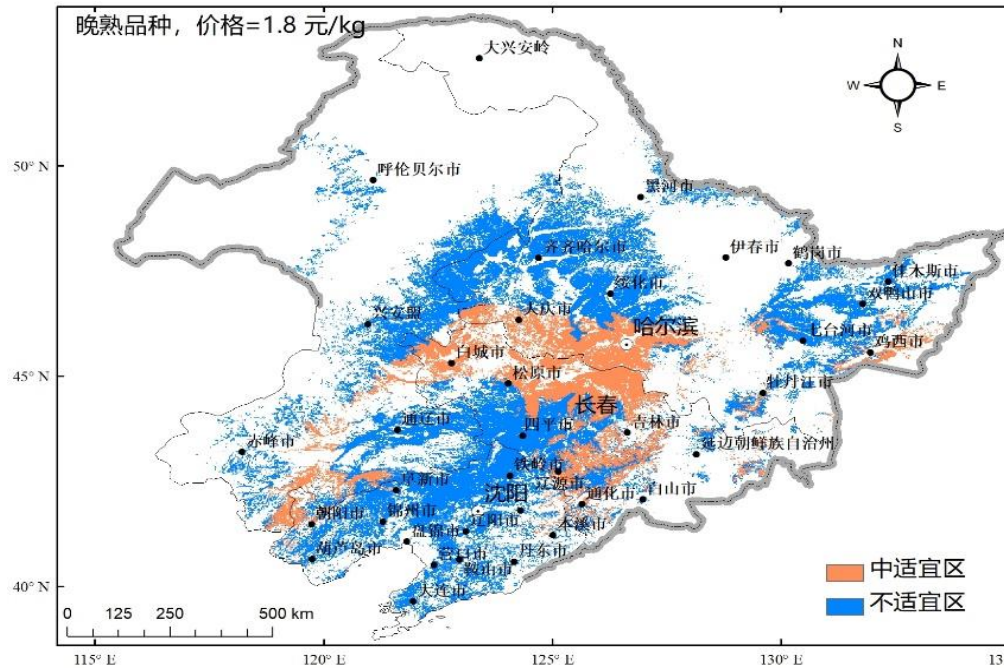 晚熟品种，价格=1.8 元/kg
大兴安岭
N
W
E
S
50° N
呼伦贝尔市
黑河市
齐齐哈尔市
伊春市
鹤岗市
绥化市
佳木斯市
双鸭山市
兴安盟
大庆市
哈尔滨
七台河市
鸡西市
白城市
45° N
松原市
牡丹江市
长春
通辽市
四平市
吉林市
赤峰市
延边朝鲜族自治州
铁岭市
辽源市
阜新市
沈阳
通化市
白山市
朝阳市
锦州市
辽阳市
本溪市
盘锦市
葫芦岛市
营口市
丹东市
鞍山市
大连市
40° N
中适宜区
不适宜区
0 125 250 500 km
115° E
120° E
125° E
130° E